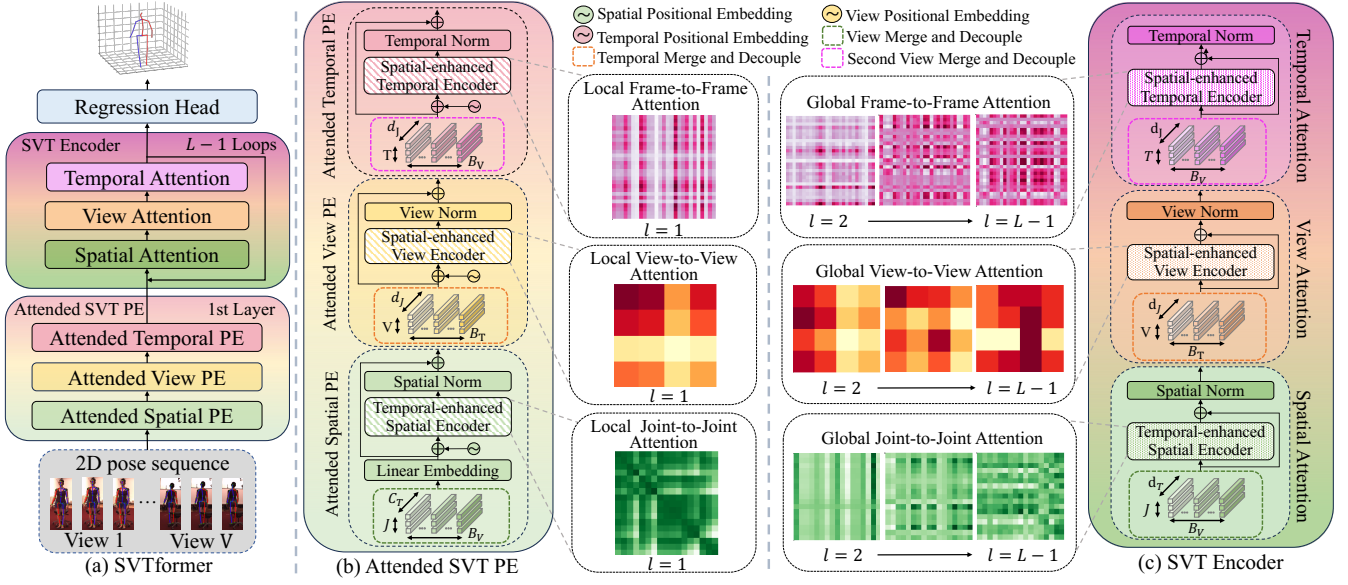 Regression Head
SVT Encoder
L − 1 Loops
Temporal Attention
View Attention
Spatial Attention
Attended SVT PE
1st Layer
Attended Temporal PE
Attended View PE
Attended Spatial PE
2D pose sequence
...
View 1
View V
(a) SVTformer
Attended Temporal PE
Temporal Norm
Spatial-enhanced
Temporal Encoder
d_J
T
...
B_V
Attended View PE
View Norm
Spatial-enhanced
View Encoder
d_J
V
...
B_T
Attended Spatial PE
Spatial Norm
Temporal-enhanced
Spatial Encoder
Linear Embedding
C_T
J
...
B_V
(b) Attended SVT PE
Spatial Positional Embedding
Temporal Positional Embedding
Temporal Merge and Decouple
View Positional Embedding
View Merge and Decouple
Second View Merge and Decouple
Local Frame-to-Frame
Attention
l = 1
Local View-to-View
Attention
l = 1
Local Joint-to-Joint
Attention
l = 1
Global Frame-to-Frame Attention
l = 2
l = L − 1
Global View-to-View Attention
l = 2
l = L − 1
Global Joint-to-Joint Attention
l = 2
l = L − 1
Temporal Norm
Spatial-enhanced
Temporal Encoder
d_J
T
...
B_V
Temporal Attention
View Norm
Spatial-enhanced
View Encoder
d_J
V
...
B_T
View Attention
Spatial Norm
Temporal-enhanced
Spatial Encoder
d_T
J
...
B_V
Spatial Attention
(c) SVT Encoder